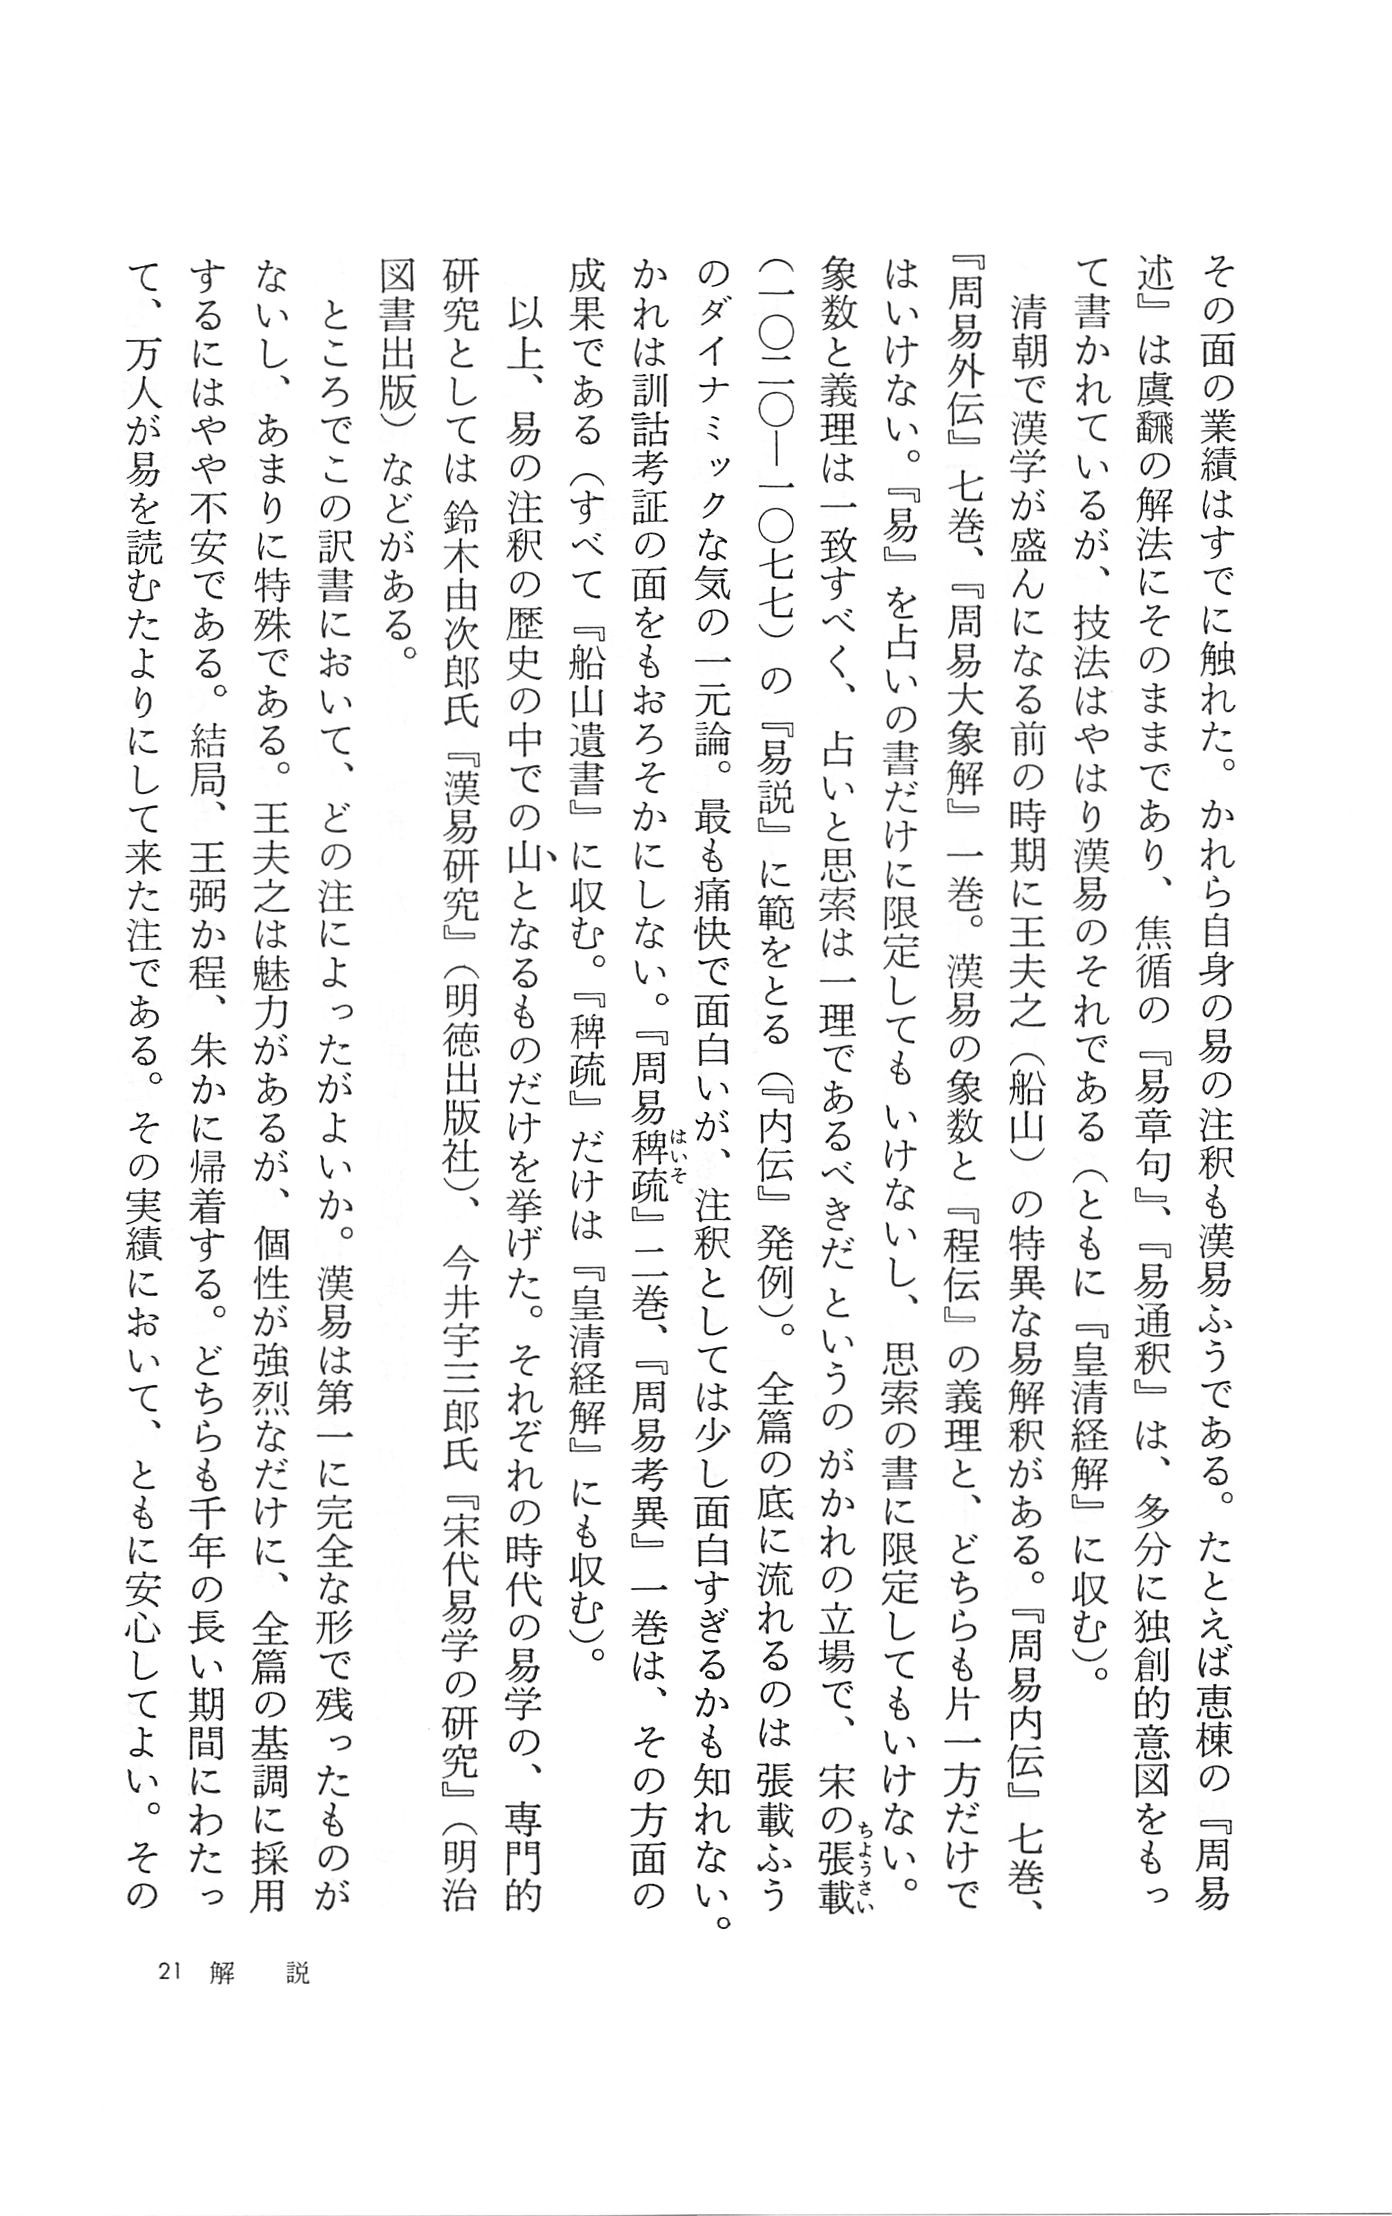 その面の業績はすでに触れた。かれら自身の易の注釈も漢易ふうである。たとえば恵棟の『周易
述』は虞飜の解法にそのままであり、焦循の『易章句』、『易通釈』は、多分に独創的意図をもっ
て書かれているが、技法はやはり漢易のそれである（ともに『皇清経解』に収む）。
清朝で漢学が盛んになる前の時期に王夫之（船山）の特異な易解釈がある。『周易内伝』七巻、
『周易外伝』七巻、『周易大象解』一巻。漢易の象数と『程伝』の義理と、どちらも片一方だけで
はいけない。『易』を占いの書だけに限定してもいけないし、思索の書に限定してもいけない。
象数と義理は一致すべく、占いと思索は一理であるべきだというのがかれの立場で、宋の張載
ちようさい
（一〇二〇―一〇七七）の『易説』に範をとる（『内伝』発例）。全篇の底に流れるのは張載ふう
のダイナミックな気の一元論。最も痛快で面白いが、注釈としては少し面白すぎるかも知れない。
かれは訓詁考証の面をもおろそかにしない。『周易稗疏』二巻、『周易考異』一巻は、その方面の
はいそ
成果である（すべて『船山遺書』に収む。『稗疏』だけは『皇清経解』にも収む）。
以上、易の注釈の歴史の中での山となるものだけを挙げた。それぞれの時代の易学の、専門的
研究としては鈴木由次郎氏『漢易研究』（明徳出版社）、今井宇三郎氏『宋代易学の研究』（明治
図書出版）などがある。
ところでこの訳書において、どの注によったがよいか。漢易は第一に完全な形で残ったものが
ないし、あまりに特殊である。王夫之は魅力があるが、個性が強烈なだけに、全篇の基調に採用
するにはやや不安である。結局、王弼か程、朱かに帰着する。どちらも千年の長い期間にわたっ
て、万人が易を読むたよりにして来た注である。その実績において、ともに安心してよい。その
21 解 説